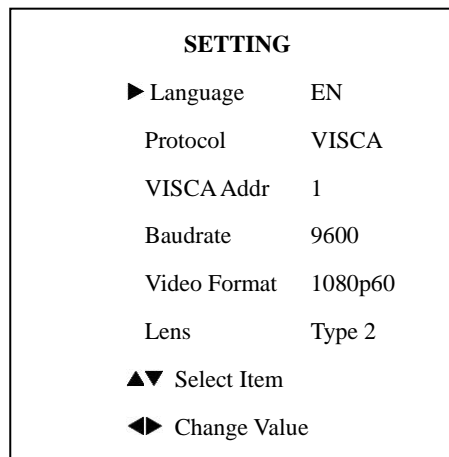 SETTING
▶ Language EN
Protocol VISCA
VISCA Addr 1
Baudrate 9600
Video Format 1080p60
Lens Type 2
▲▼ Select Item
◀▶ Change Value